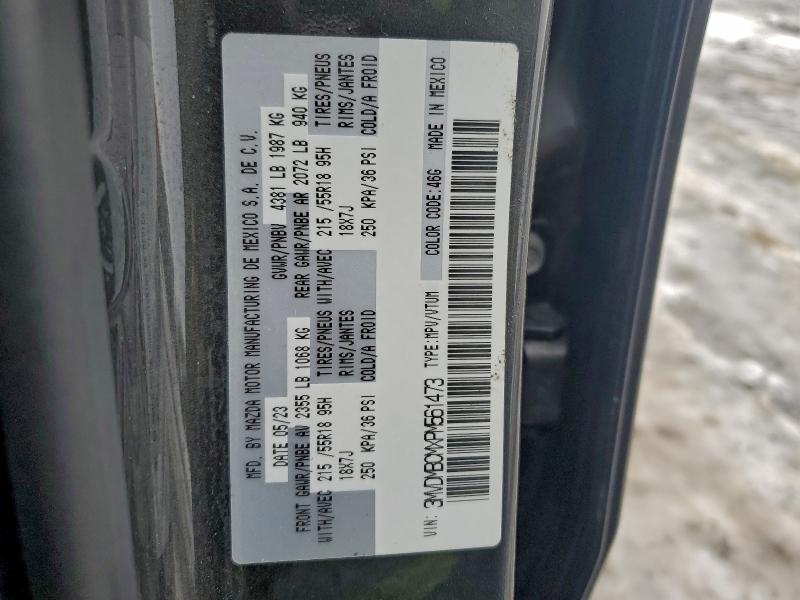 MFD. BY MAZDA MOTOR MANUFACTURING DE MEXICO S.A. DE C.V.
DATE 05/23 GVWR/PNBV 4381 LB 1987 KG
FRONT GAWR/PNBE AV 2355 LB 1068 KG REAR GAWR/PNBE AR 2072 LB 940 KG
WITH/AVEC 215 /55R18 95H TIRES/PNEUS WITH/AVEC 215 /55R18 95H TIRES/PNEUS
18X7J RIMS/JANTES 18X7J RIMS/JANTES
250 KPA/36 PSI COLD/A FROID 250 KPA/36 PSI COLD/A FROID
VIN: 3MVDMBCMXPM561473 TYPE:MPV/VTUM COLOR CODE:46G MADE IN MEXICO